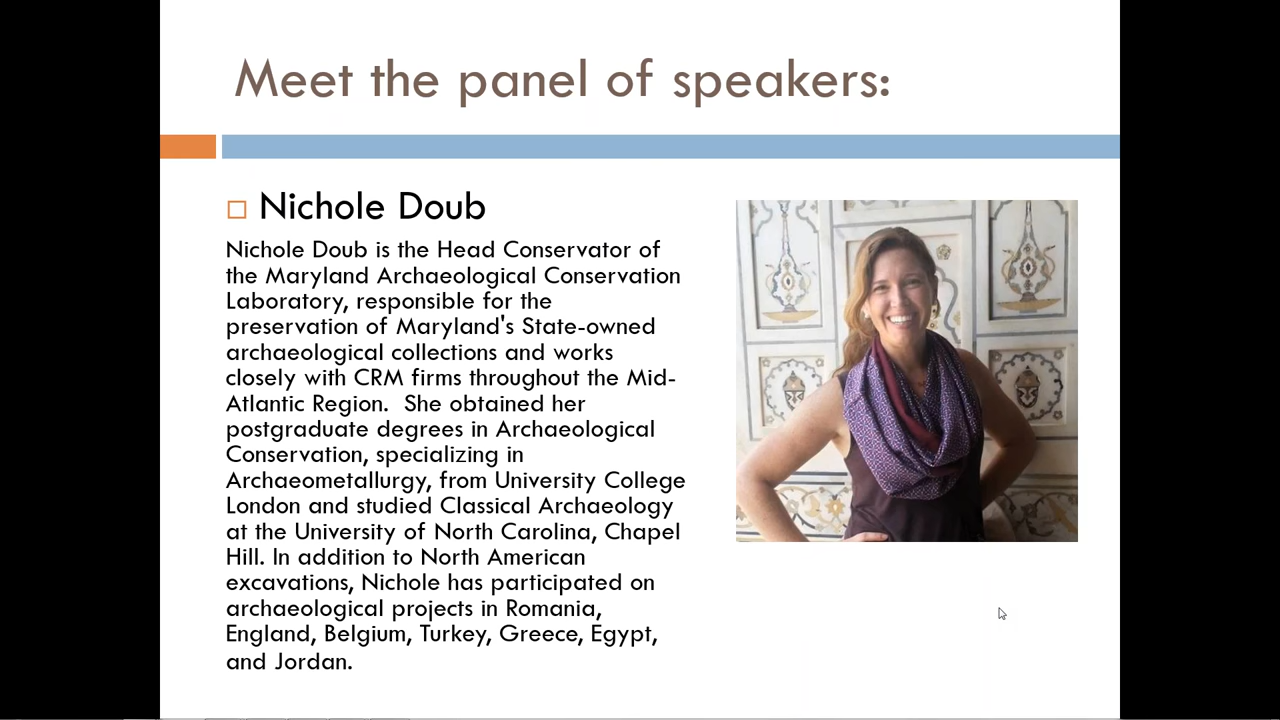 Meet the panel of speakers:
Nichole Doub
Nichole Doub is the Head Conservator of
the Maryland Archaeological Conservation
Laboratory, responsible for the
preservation of Maryland's State-owned
archaeological collections and works
closely with CRM firms throughout the Mid-
Atlantic Region.  She obtained her
postgraduate degrees in Archaeological
Conservation, specializing in
Archaeometallurgy, from University College
London and studied Classical Archaeology
at the University of North Carolina, Chapel
Hill. In addition to North American
excavations, Nichole has participated on
archaeological projects in Romania,
England, Belgium, Turkey, Greece, Egypt,
and Jordan.